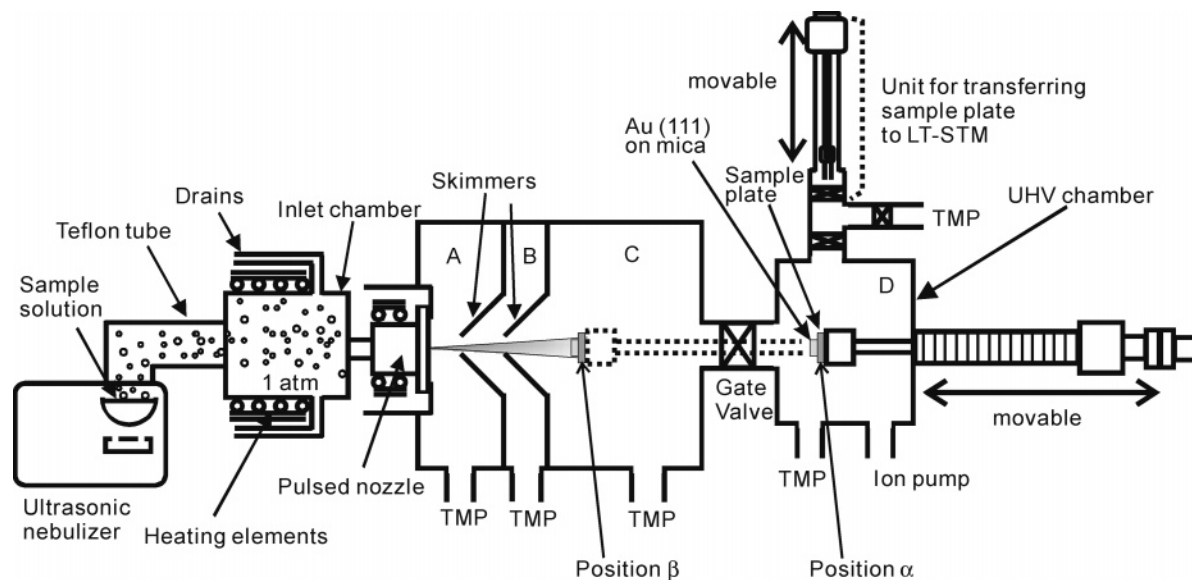 movable
Unit for transferring
sample plate
to LT-STM
Au (111)
on mica
Sample
plate
Skimmers
UHV chamber
Drains
Inlet chamber
TMP
Teflon tube
A
B
C
D
Sample
solution
1 atm
Gate
Valve
movable
Pulsed nozzle
TMP
Ion pump
Ultrasonic
nebulizer
Heating elements
TMP
TMP
TMP
Position β
Position α